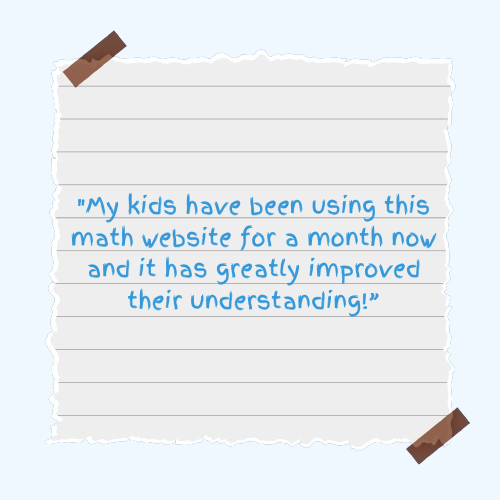 "My kids have been using this
math website for a month now
and it has greatly improved
their understanding!”